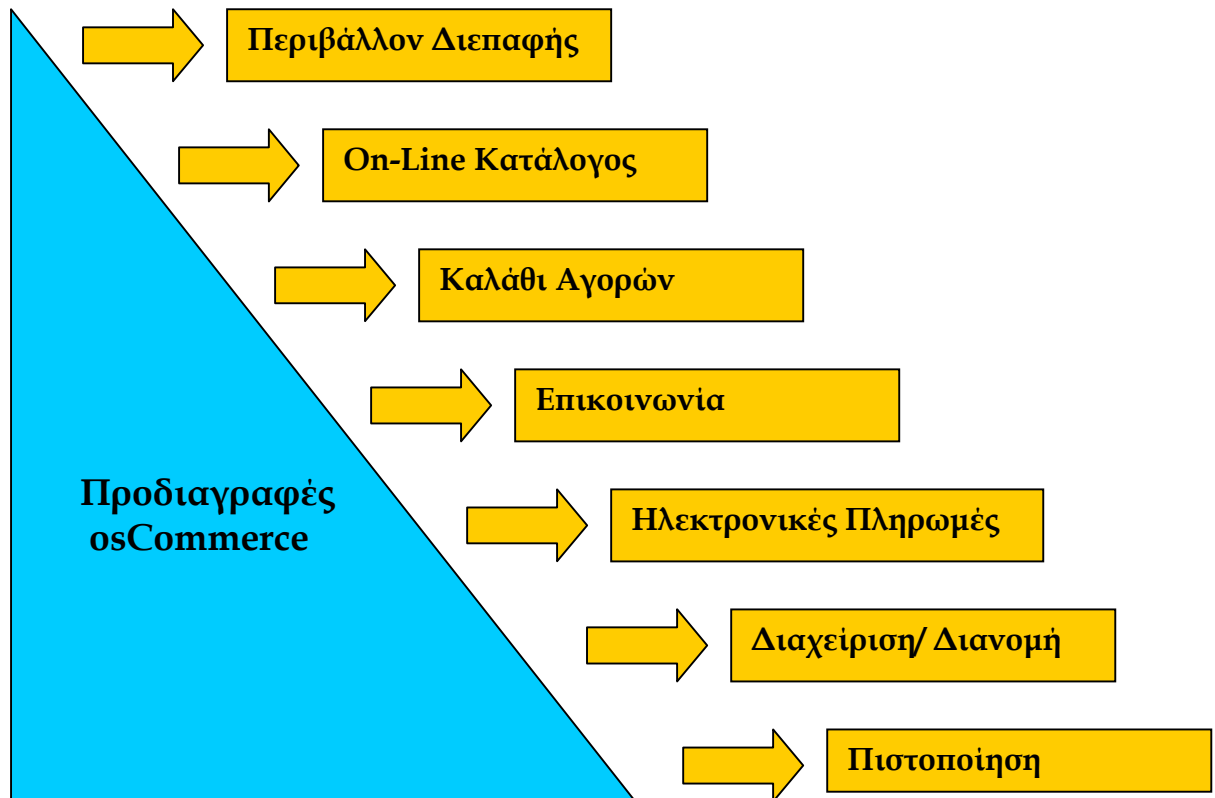 Περιβάλλον Διεπαφής
On-Line Κατάλογος
Καλάθι Αγορών
Επικοινωνία
Προδιαγραφές
osCommerce
Ηλεκτρονικές Πληρωμές
Διαχείριση/ Διανομή
Πιστοποίηση